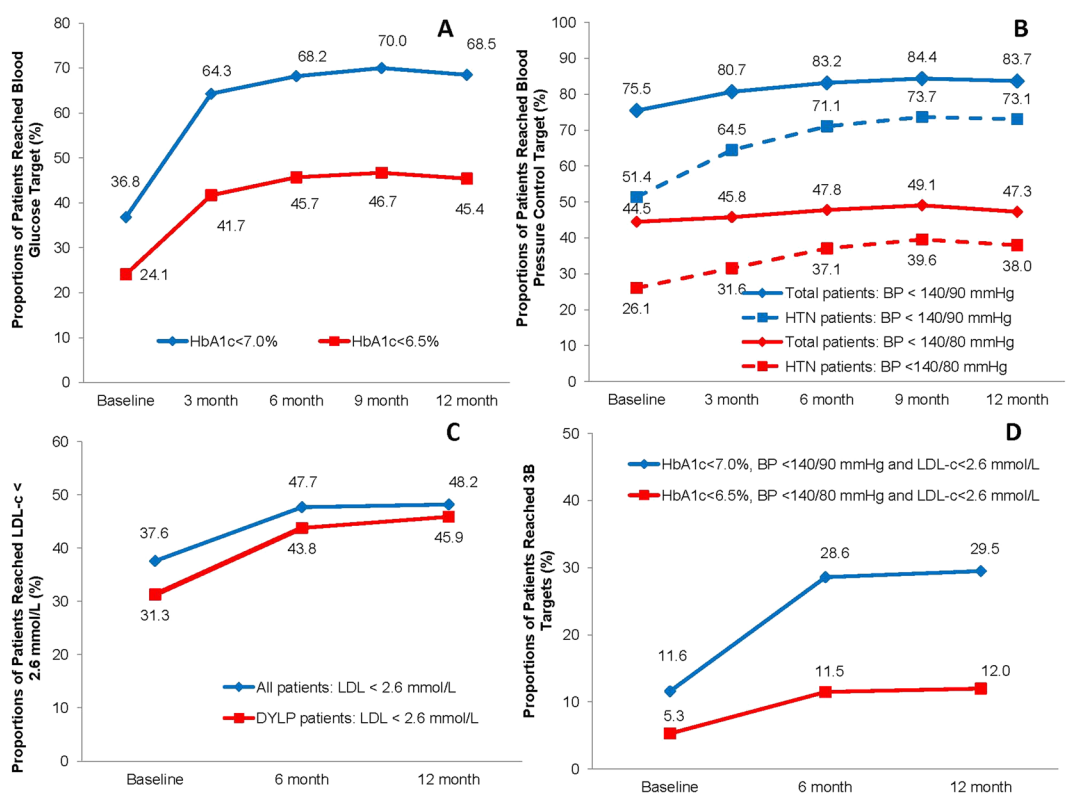 A
Proportions of Patients Reached Blood
Glucose Target (%)
80
70
60
50
40
30
20
10
0
36.8
64.3
68.2
70.0
68.5
24.1
41.7
45.7
46.7
45.4
HbA1c<7.0%
HbA1c<6.5%
Baseline
3 month
6 month
9 month
12 month
B
Proportions of Patients Reached Blood
Pressure Control Target (%)
100
90
80
70
60
50
40
30
20
10
0
75.5
80.7
83.2
84.4
83.7
51.4
64.5
71.1
73.7
73.1
44.5
45.8
47.8
49.1
47.3
26.1
31.6
37.1
39.6
38.0
Total patients: BP < 140/90 mmHg
HTN patients: BP < 140/90 mmHg
Total patients: BP < 140/80 mmHg
HTN patients: BP <140/80 mmHg
Baseline
3 month
6 month
9 month
12 month
C
Proportions of Patients Reached LDL-c <
2.6 mmol/L (%)
60
50
40
30
20
10
0
37.6
47.7
48.2
31.3
43.8
45.9
All patients: LDL < 2.6 mmol/L
DYLP patients: LDL < 2.6 mmol/L
Baseline
6 month
12 month
D
Proportions of Patients Reached 3B
Targets (%)
50
40
30
20
10
0
HbA1c<7.0%, BP <140/90 mmHg and LDL-c<2.6 mmol/L
HbA1c<6.5%, BP <140/80 mmHg and LDL-c<2.6 mmol/L
11.6
28.6
29.5
5.3
11.5
12.0
Baseline
6 month
12 month